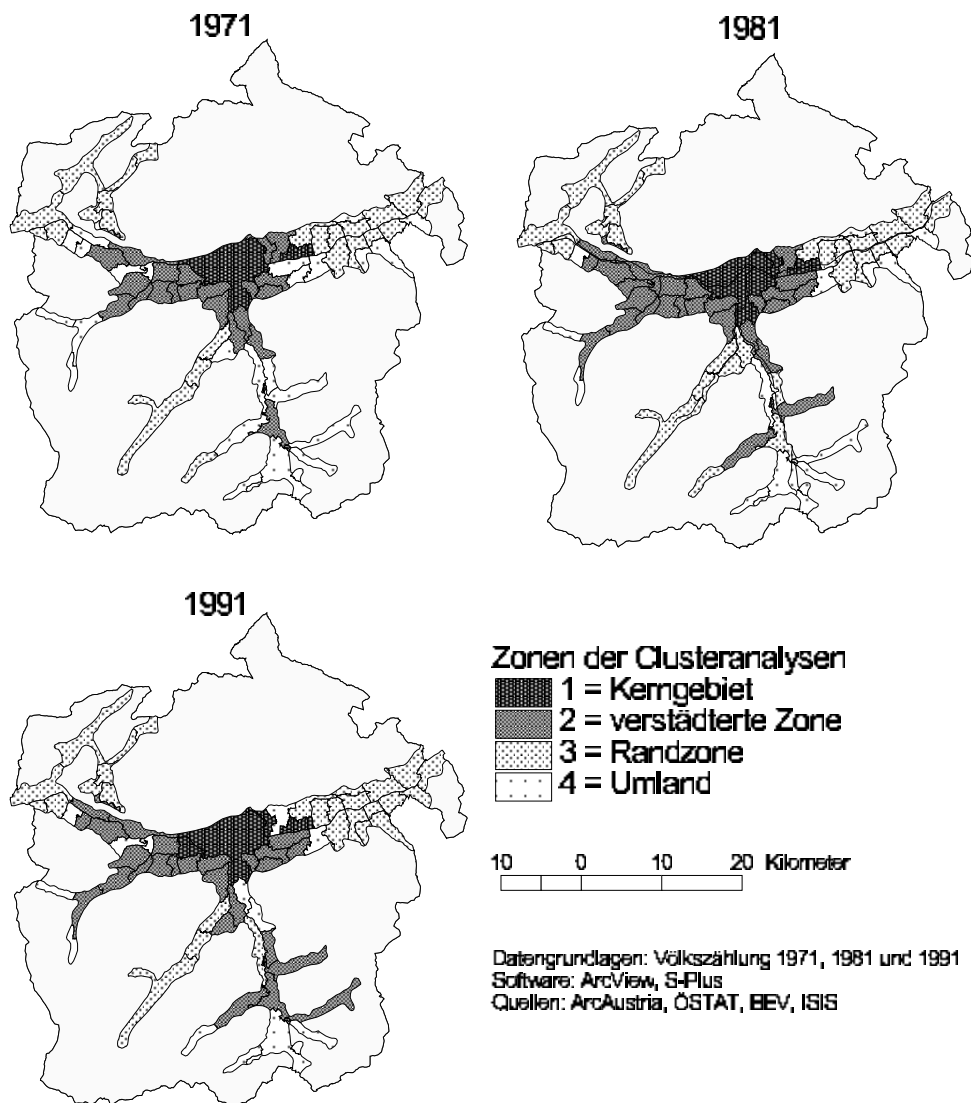 1971
1981
1991
Zonen der Clusteranalysen
1 = Kerngebiet
2 = verstädterte Zone
3 = Randzone
4 = Umland
10 0 10 20 Kilometer
Datengrundlagen: Völkszählung 1971, 1981 und 1991
Software: ArcView, S-Plus
Quellen: ArcAustria, ÖSTAT, BEV, ISIS